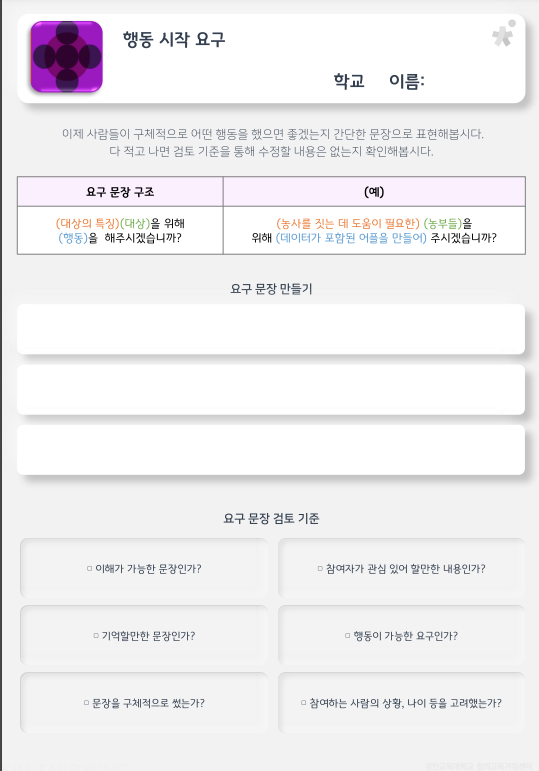 행동 시작 요구
학교 이름:
이제 사람들이 구체적으로 어떤 행동을 했으면 좋겠는지 간단한 문장으로 표현해봅시다.
다 적고 나면 검토 기준을 통해 수정할 내용은 없는지 확인해봅시다.
요구 문장 구조
(예)
(대상의 특징)(대상)을 위해
(행동)을 해주시겠습니까?
(농사를 짓는 데 도움이 필요한) (농부들)을
위해 (데이터가 포함된 어플을 만들어) 주시겠습니까?
요구 문장 만들기
요구 문장 검토 기준
□ 이해가 가능한 문장인가?
□ 참여자가 관심 있어 할만한 내용인가?
□ 기억할만한 문장인가?
□ 행동이 가능한 요구인가?
□ 문장을 구체적으로 썼는가?
□ 참여하는 사람의 상황, 나이 등을 고려했는가?